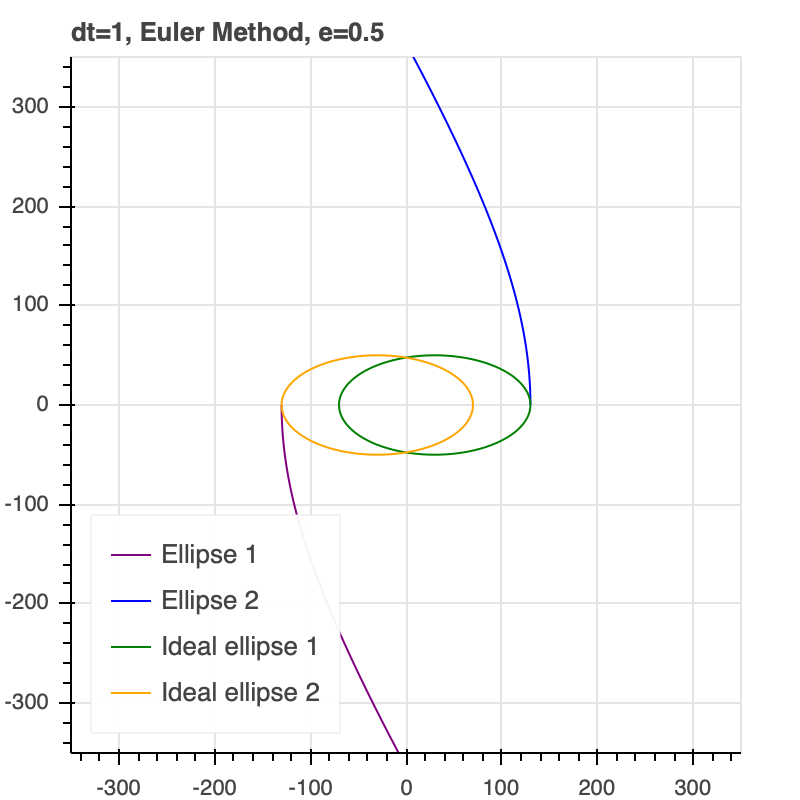 dt=1, Euler Method, e=0.5
300
200
100
0
-100
-200
-300
Ellipse 1
Ellipse 2
Ideal ellipse 1
Ideal ellipse 2
-300 -200 -100 0 100 200 300